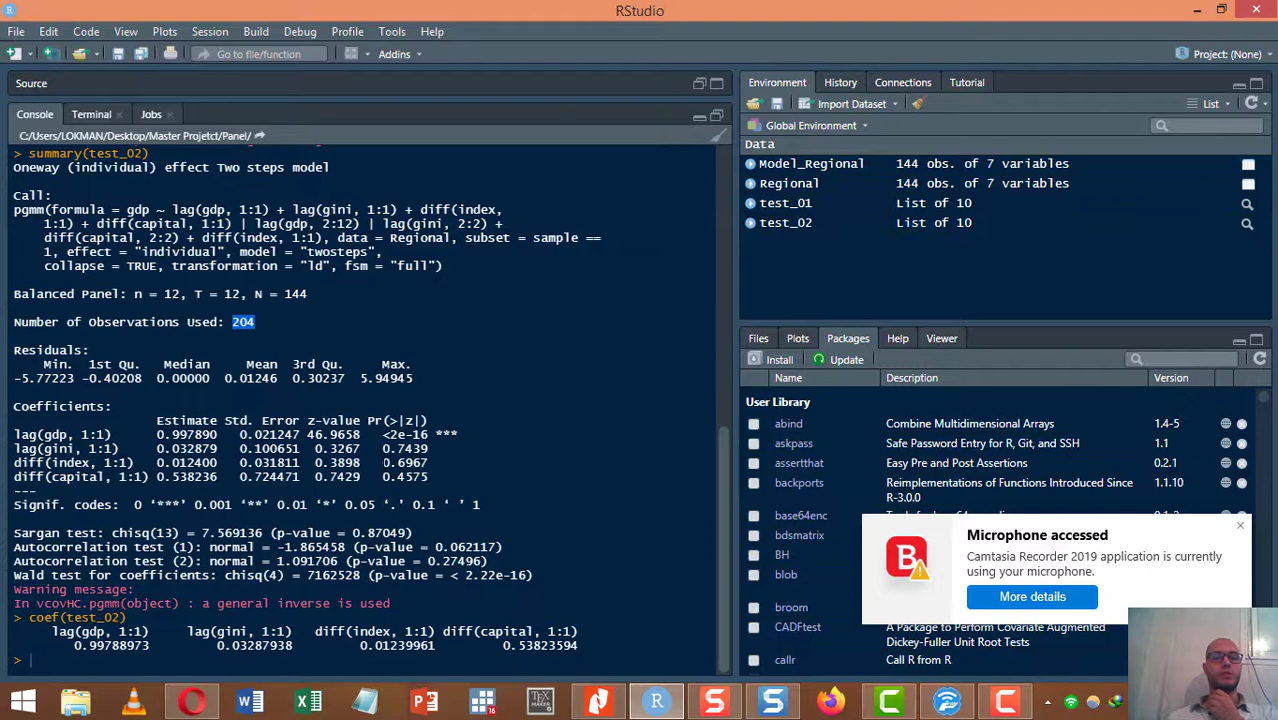 RStudio
File Edit Code View Plots Session Build Debug Profile Tools Help
Go to file/function
Addins
Project: (None)
Source
Console Terminal Jobs
C:/Users/LOKMAN/Desktop/Master Projetct/Panel/
> summary(test_02)
Oneway (individual) effect Two steps model
Call:
pgmm(formula = gdp ~ lag(gdp, 1:1) + lag(gini, 1:1) + diff(index,
1:1) + diff(capital, 1:1) | lag(gdp, 2:12) | lag(gini, 2:2) +
diff(capital, 2:2) + diff(index, 1:1), data = Regional, subset = sample ==
1, effect = "individual", model = "twosteps",
collapse = TRUE, transformation = "ld", fsm = "full")
Balanced Panel: n = 12, T = 12, N = 144
Number of Observations Used: 204
Residuals:
Min. 1st Qu. Median Mean 3rd Qu. Max.
-5.77223 -0.40208 0.00000 0.01246 0.30237 5.94945
Coefficients:
Estimate Std. Error z-value Pr(>|z|)
lag(gdp, 1:1) 0.997890 0.021247 46.9658 <2e-16 ***
lag(gini, 1:1) 0.032879 0.100651 0.3267 0.7439
diff(index, 1:1) 0.012400 0.031811 0.3898 0.6967
diff(capital, 1:1) 0.538236 0.724471 0.7429 0.4575
---
Signif. codes: 0 ‘***’ 0.001 ‘**’ 0.01 ‘*’ 0.05 ‘.’ 0.1 ‘ ’ 1
Sargan test: chisq(13) = 7.569136 (p-value = 0.87049)
Autocorrelation test (1): normal = -1.865458 (p-value = 0.062117)
Autocorrelation test (2): normal = 1.091706 (p-value = 0.27496)
Wald test for coefficients: chisq(4) = 7162528 (p-value = < 2.22e-16)
Warning message:
In vcovHC.pgmm(object) : a general inverse is used
> coef(test_02)
lag(gdp, 1:1) lag(gini, 1:1) diff(index, 1:1) diff(capital, 1:1)
0.99788973 0.03287938 0.01239961 0.53823594
>
Environment History Connections Tutorial
Import Dataset
List
Global Environment
Data
Model_Regional 144 obs. of 7 variables
Regional 144 obs. of 7 variables
test_01 List of 10
test_02 List of 10
Files Plots Packages Help Viewer
Install Update
Name Description Version
User Library
abind Combine Multidimensional Arrays 1.4-5
askpass Safe Password Entry for R, Git, and SSH 1.1
assertthat Easy Pre and Post Assertions 0.2.1
backports Reimplementations of Functions Introduced Since R-3.0.0 1.1.10
base64enc
bdsmatrix
BH
blob
broom
CADFtest A Package to Perform Covariate Augmented Dickey-Fuller Unit Root Tests
callr Call R from R
B
Microphone accessed
Camtasia Recorder 2019 application is currently
using your microphone.
More details